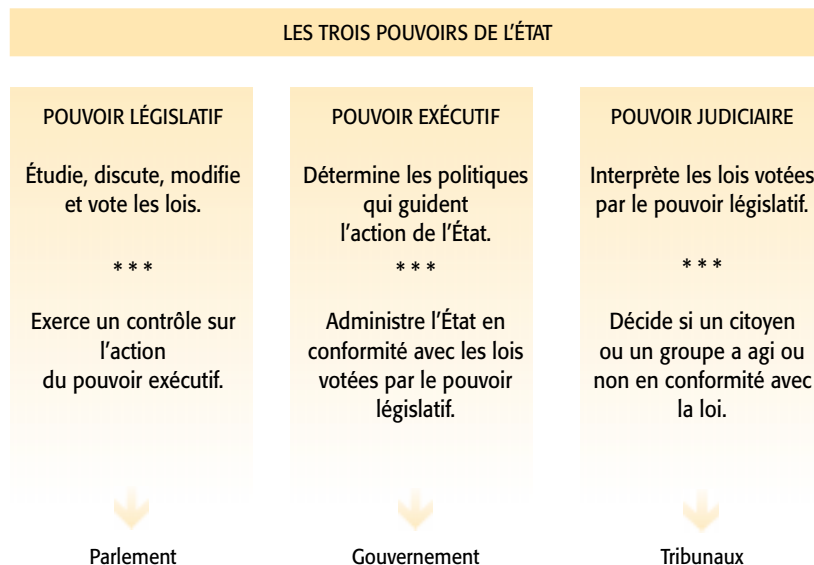 LES TROIS POUVOIRS DE L'ÉTAT
POUVOIR LÉGISLATIF
Étudie, discute, modifie
et vote les lois.
* * *
Exerce un contrôle sur
l'action
du pouvoir exécutif.
Parlement
POUVOIR EXÉCUTIF
Détermine les politiques
qui guident
l'action de l'État.
* * *
Administre l'État en
conformité avec les lois
votées par le pouvoir
législatif.
Gouvernement
POUVOIR JUDICIAIRE
Interprète les lois votées
par le pouvoir législatif.
* * *
Décide si un citoyen
ou un groupe a agi ou
non en conformité avec
la loi.
Tribunaux